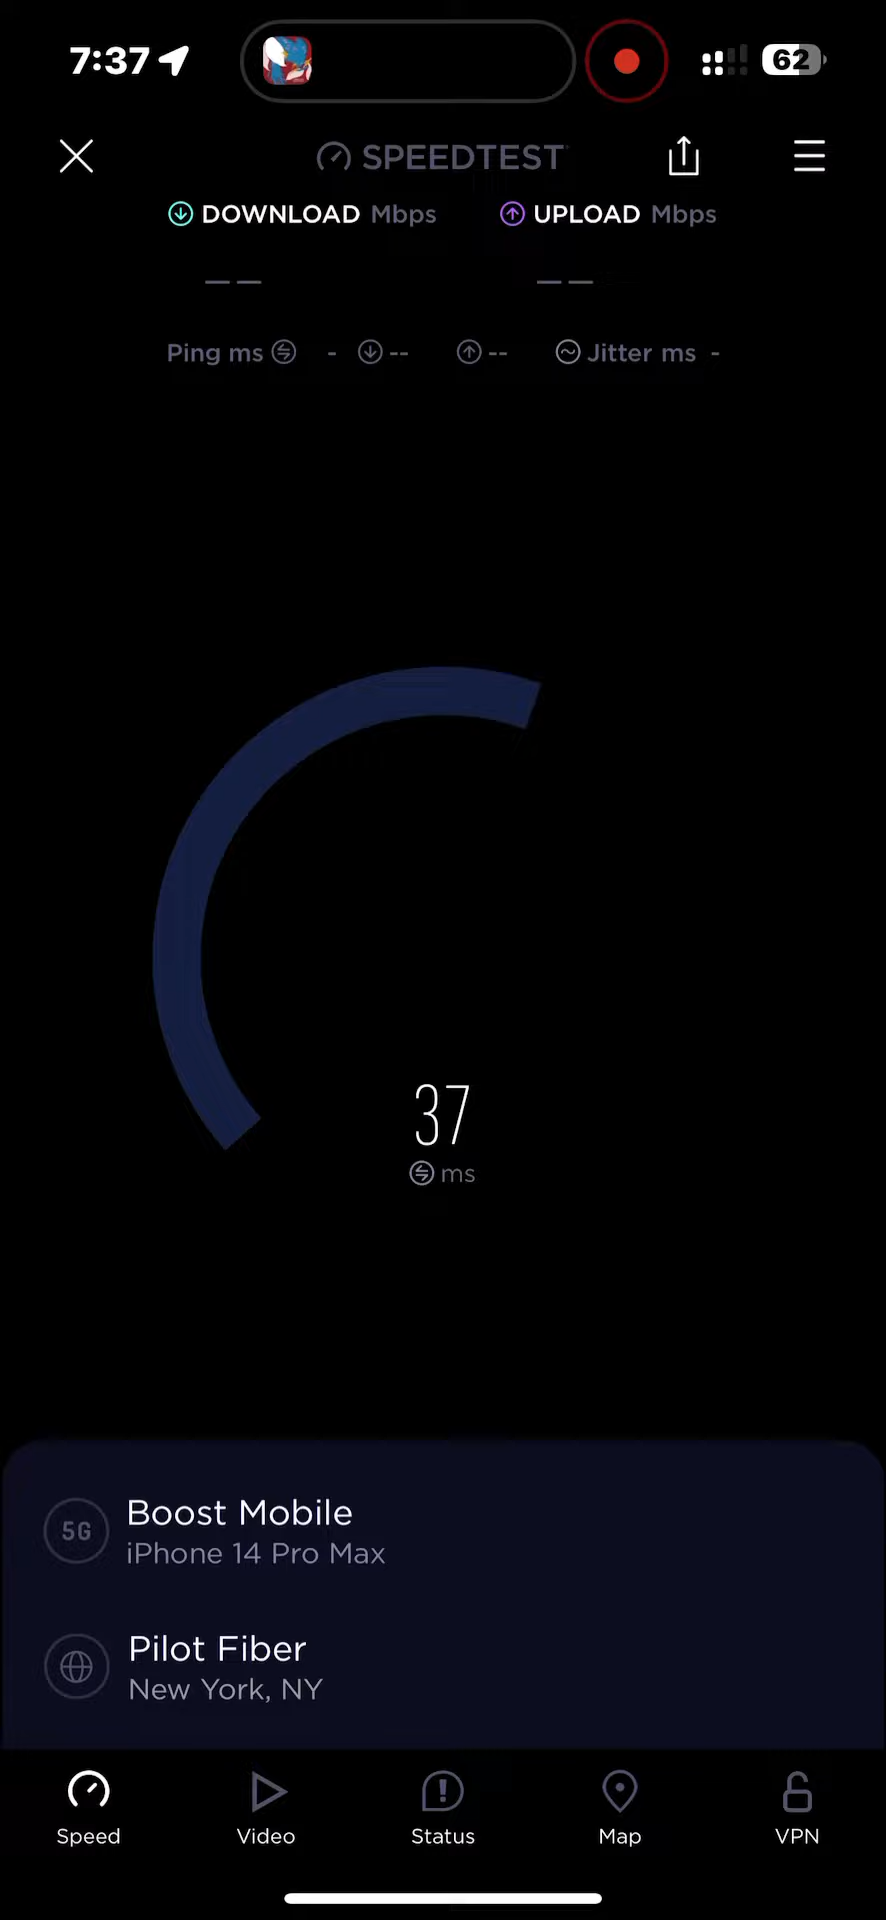 7:37 62
SPEEDTEST
DOWNLOAD Mbps UPLOAD Mbps
— — — —
Ping ms - -- -- Jitter ms -
37
ms
5G Boost Mobile
iPhone 14 Pro Max
Pilot Fiber
New York, NY
Speed Video Status Map VPN